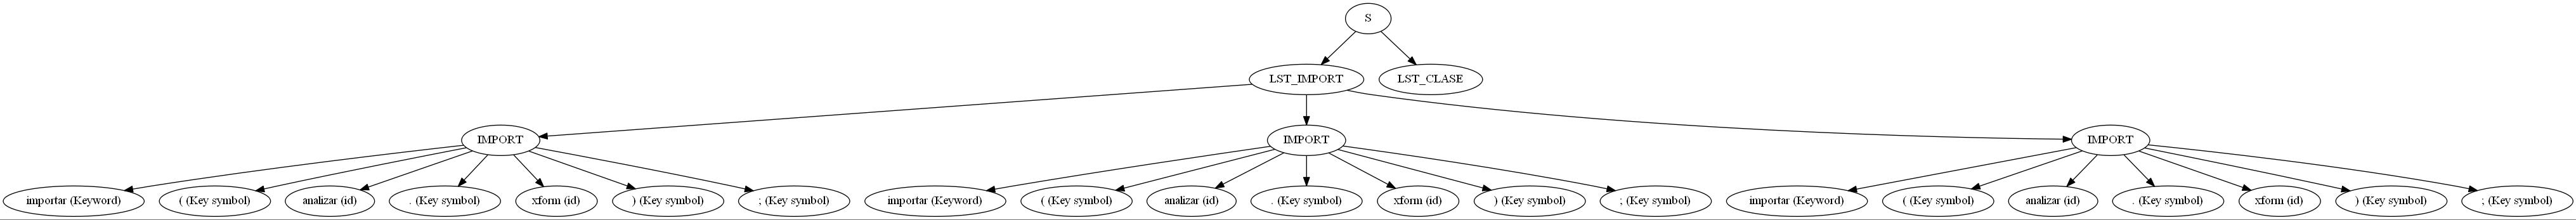 S
LST_IMPORT
LST_CLASE
IMPORT
IMPORT
IMPORT
importar (Keyword)
( (Key symbol)
analizar (id)
. (Key symbol)
xform (id)
) (Key symbol)
; (Key symbol)
importar (Keyword)
( (Key symbol)
analizar (id)
. (Key symbol)
xform (id)
) (Key symbol)
; (Key symbol)
importar (Keyword)
( (Key symbol)
analizar (id)
. (Key symbol)
xform (id)
) (Key symbol)
; (Key symbol)